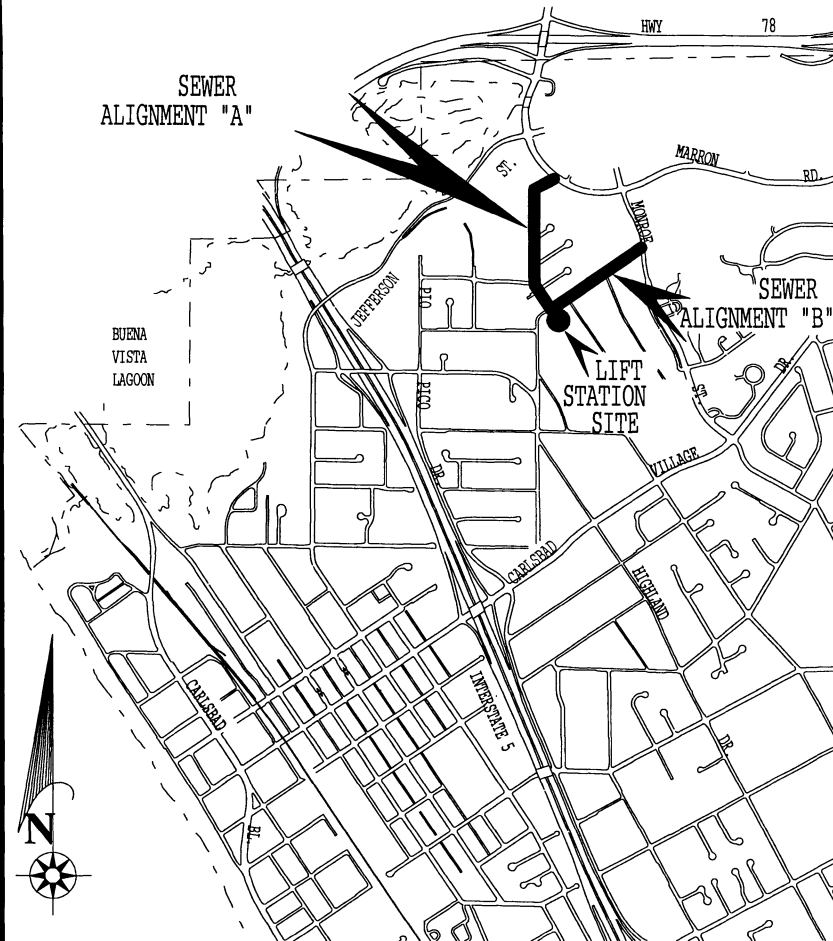 HWY 78
SEWER
ALIGNMENT "A"
ST.
MARRON
RD.
MONROE
JEFFERSON
PIO
SEWER
ALIGNMENT "B"
BUENA
VISTA
LAGOON
LIFT
STATION
SITE
PICO
DR.
ST.
DR.
VILLAGE
CARLSBAD
HIGHLAND
CARLSBAD
INTERSTATE 5
DR.
BL.
N